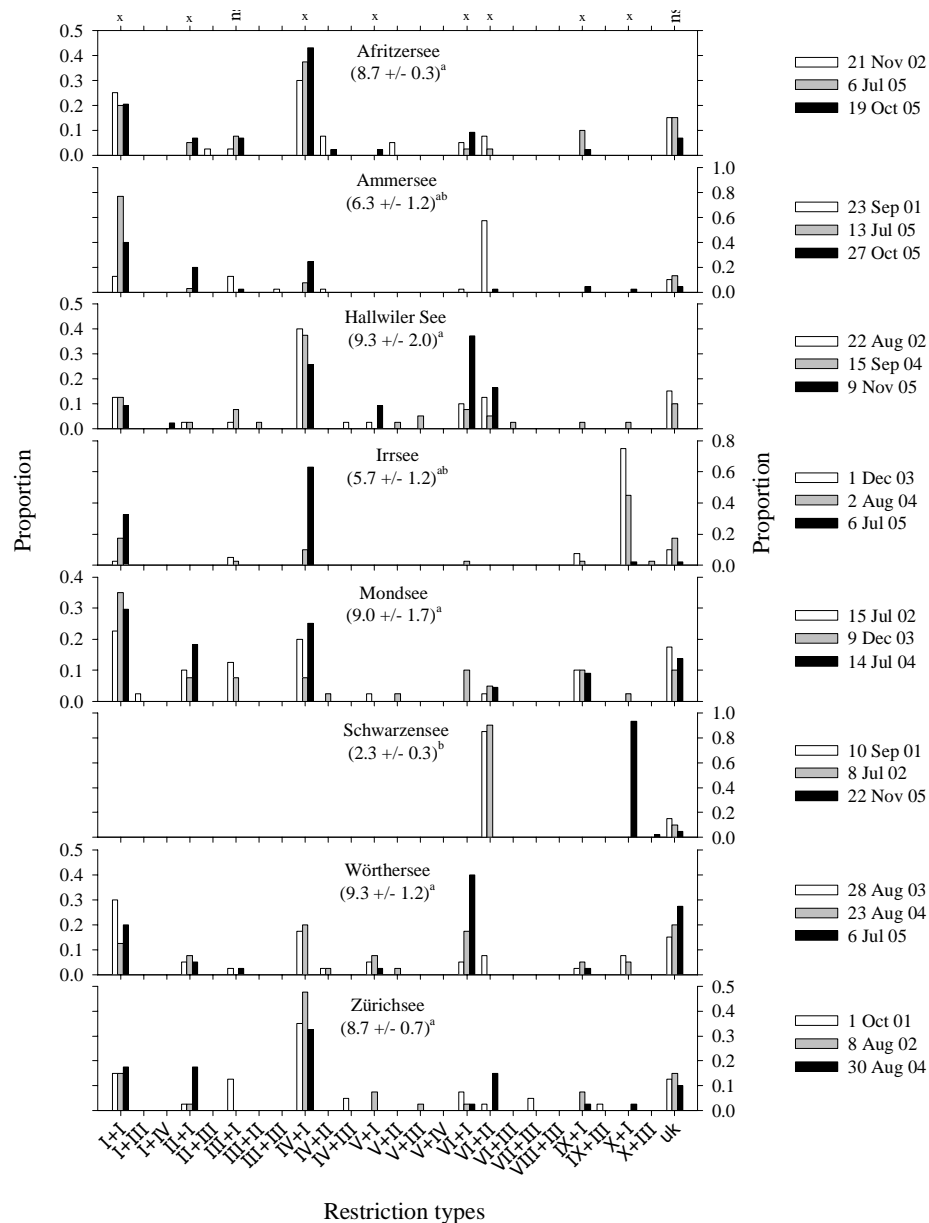 x x x x x x x x ns
0.5 0.4 0.3 0.2 0.1 0.0
Afritzersee
(8.7 +/- 0.3)a
21 Nov 02
6 Jul 05
19 Oct 05
Ammersee
(6.3 +/- 1.2)ab
1.0 0.8 0.6 0.4 0.2 0.0
23 Sep 01
13 Jul 05
27 Oct 05
0.5 0.4 0.3 0.2 0.1 0.0
Hallwiler See
(9.3 +/- 2.0)a
22 Aug 02
15 Sep 04
9 Nov 05
Irrsee
(5.7 +/- 1.2)ab
0.8 0.6 0.4 0.2 0.0
1 Dec 03
2 Aug 04
6 Jul 05
Proportion
Proportion
0.4 0.3 0.2 0.1 0.0
Mondsee
(9.0 +/- 1.7)a
15 Jul 02
9 Dec 03
14 Jul 04
Schwarzensee
(2.3 +/- 0.3)b
1.0 0.8 0.6 0.4 0.2 0.0
10 Sep 01
8 Jul 02
22 Nov 05
0.5 0.4 0.3 0.2 0.1 0.0
Wörthersee
(9.3 +/- 1.2)a
28 Aug 03
23 Aug 04
6 Jul 05
Zürichsee
(8.7 +/- 0.7)a
0.5 0.4 0.3 0.2 0.1 0.0
1 Oct 01
8 Aug 02
30 Aug 04
I+I I+III I+IV II+I II+III III+I III+II III+III IV+I IV+II IV+III V+I V+II V+III V+IV VI+I VI+II VI+III VII+III VIII+III IX+I IX+III X+I X+III uk
Restriction types